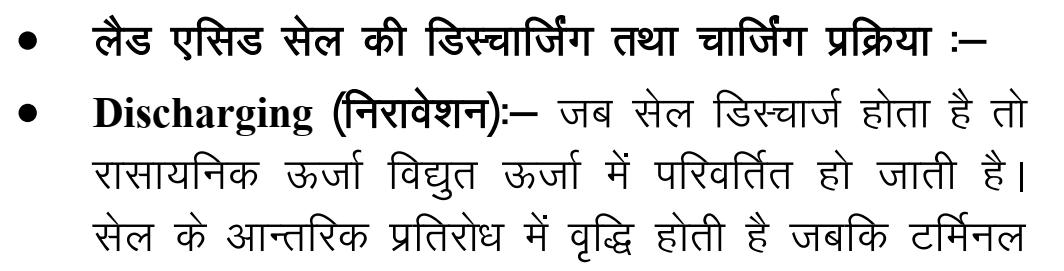 ● लैड एसिड सेल की डिस्चार्जिंग तथा चार्जिंग प्रक्रिया :–
● Discharging (निरावेशन):– जब सेल डिस्चार्ज होता है तो
रासायनिक ऊर्जा विद्युत ऊर्जा में परिवर्तित हो जाती है।
सेल के आन्तरिक प्रतिरोध में वृद्धि होती है जबकि टर्मिनल